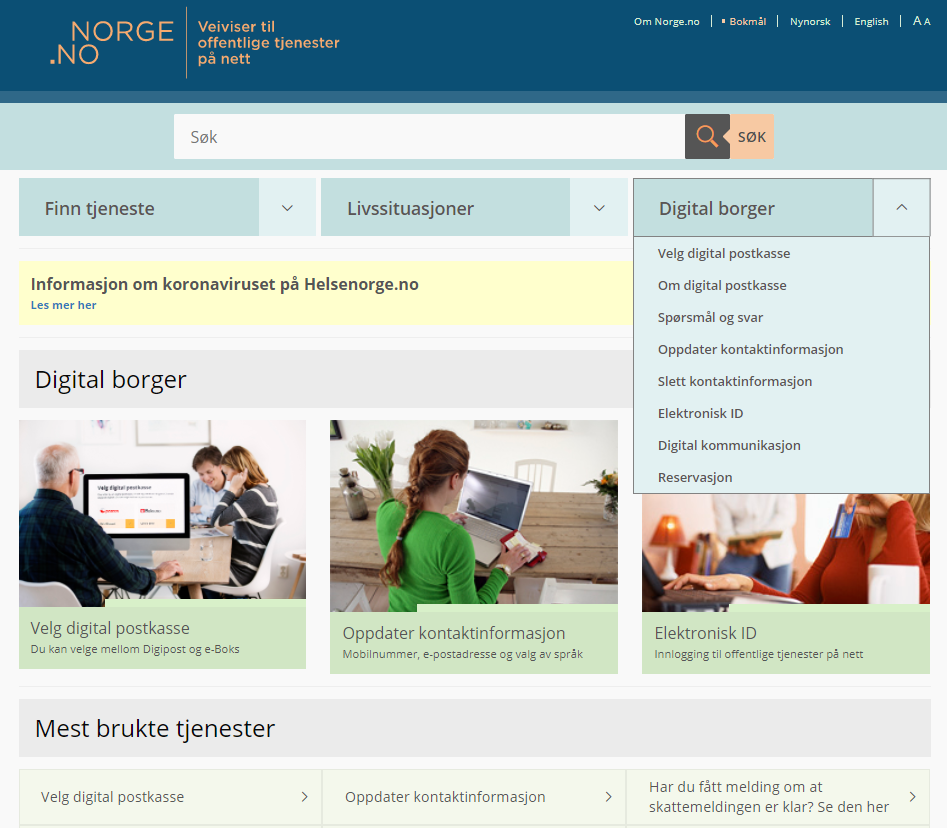 NORGE
.NO
Veiviser til
offentlige tjenester
på nett
Om Norge.no
Bokmål
Nynorsk
English
A A
Søk
SØK
Finn tjeneste
Livssituasjoner
Digital borger
Velg digital postkasse
Om digital postkasse
Spørsmål og svar
Oppdater kontaktinformasjon
Slett kontaktinformasjon
Elektronisk ID
Digital kommunikasjon
Reservasjon
Informasjon om koronaviruset på Helsenorge.no
Les mer her
Digital borger
Velg digital postkasse
Velg digital postkasse
Du kan velge mellom Digipost og e-Boks
Oppdater kontaktinformasjon
Mobilnummer, e-postadresse og valg av språk
Elektronisk ID
Innlogging til offentlige tjenester på nett
Mest brukte tjenester
Velg digital postkasse
Oppdater kontaktinformasjon
Har du fått melding om at
skattemeldingen er klar? Se den her